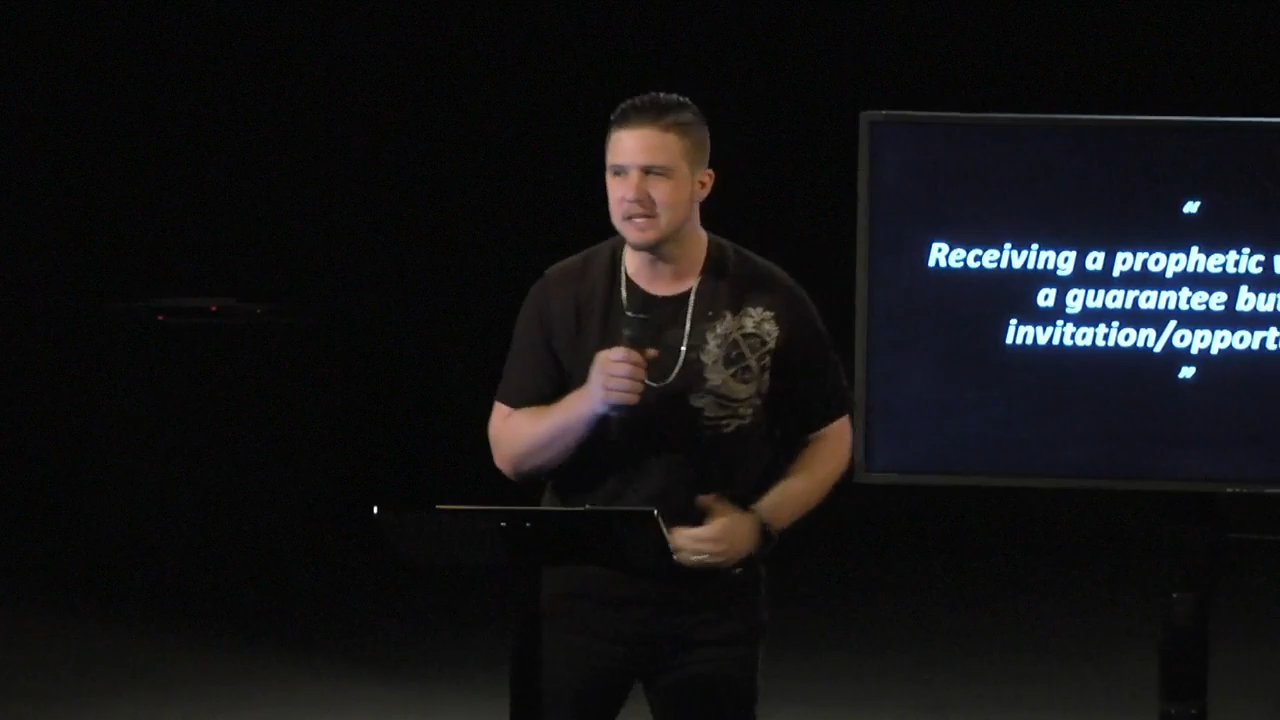 “
Receiving a prophetic
a guarantee but
invitation/opport
”